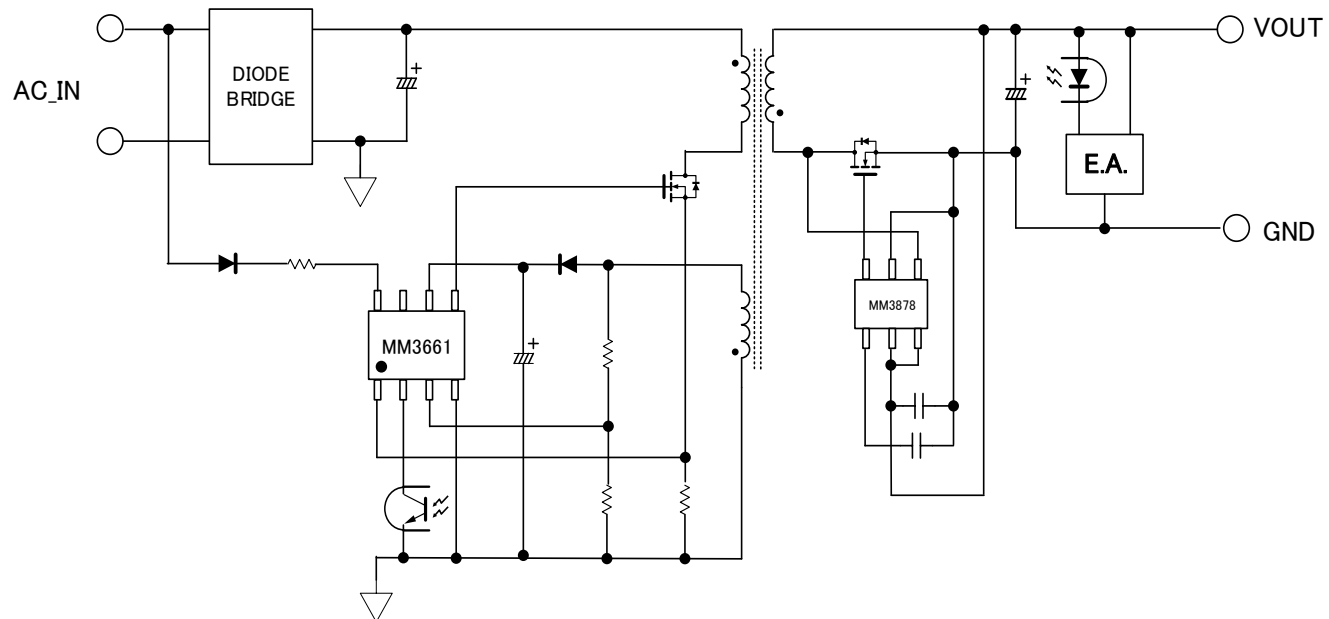 VOUT
AC_IN
DIODE
BRIDGE
+
+
E.A.
GND
MM3878
MM3661
+